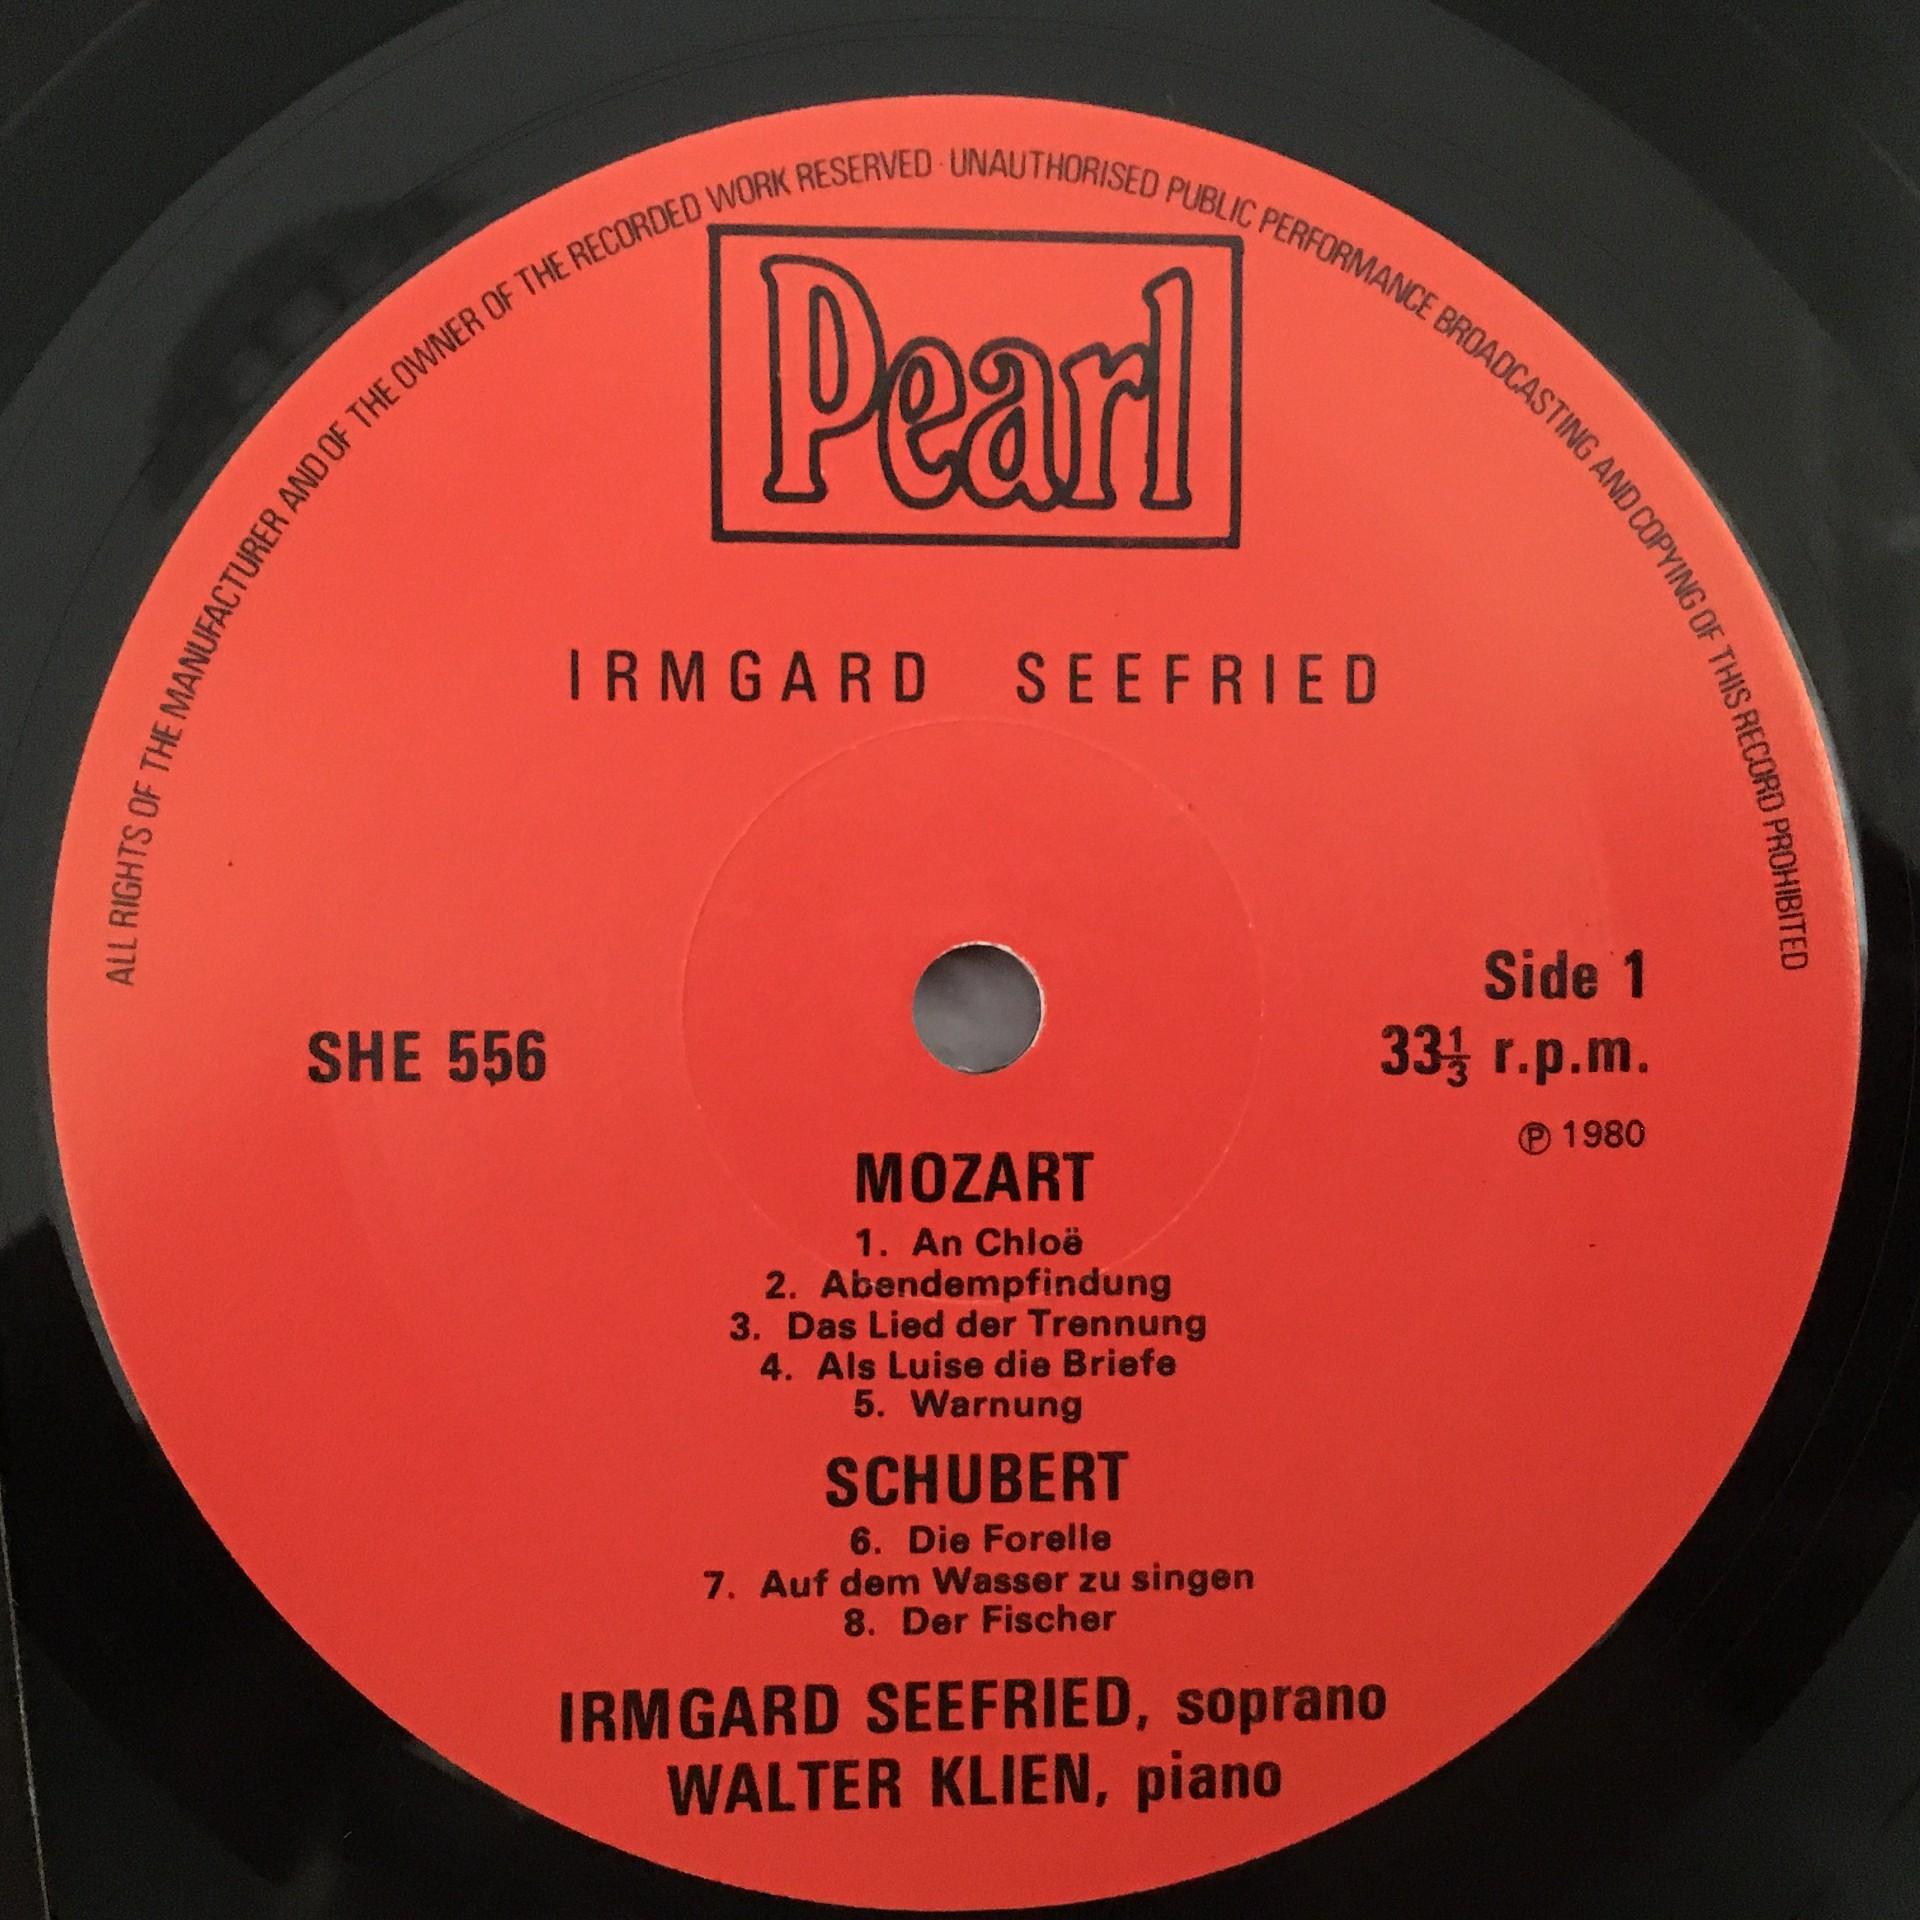 ALL RIGHTS OF THE MANUFACTURER AND OF THE OWNER OF THE RECORDED WORK RESERVED · UNAUTHORISED PUBLIC PERFORMANCE BROADCASTING AND COPYING OF THIS RECORD PROHIBITED
Pearl
IRMGARD SEEFRIED
Side 1
SHE 556
33⅓ r.p.m.
℗ 1980
MOZART
1. An Chloë
2. Abendempfindung
3. Das Lied der Trennung
4. Als Luise die Briefe
5. Warnung
SCHUBERT
6. Die Forelle
7. Auf dem Wasser zu singen
8. Der Fischer
IRMGARD SEEFRIED, soprano
WALTER KLIEN, piano